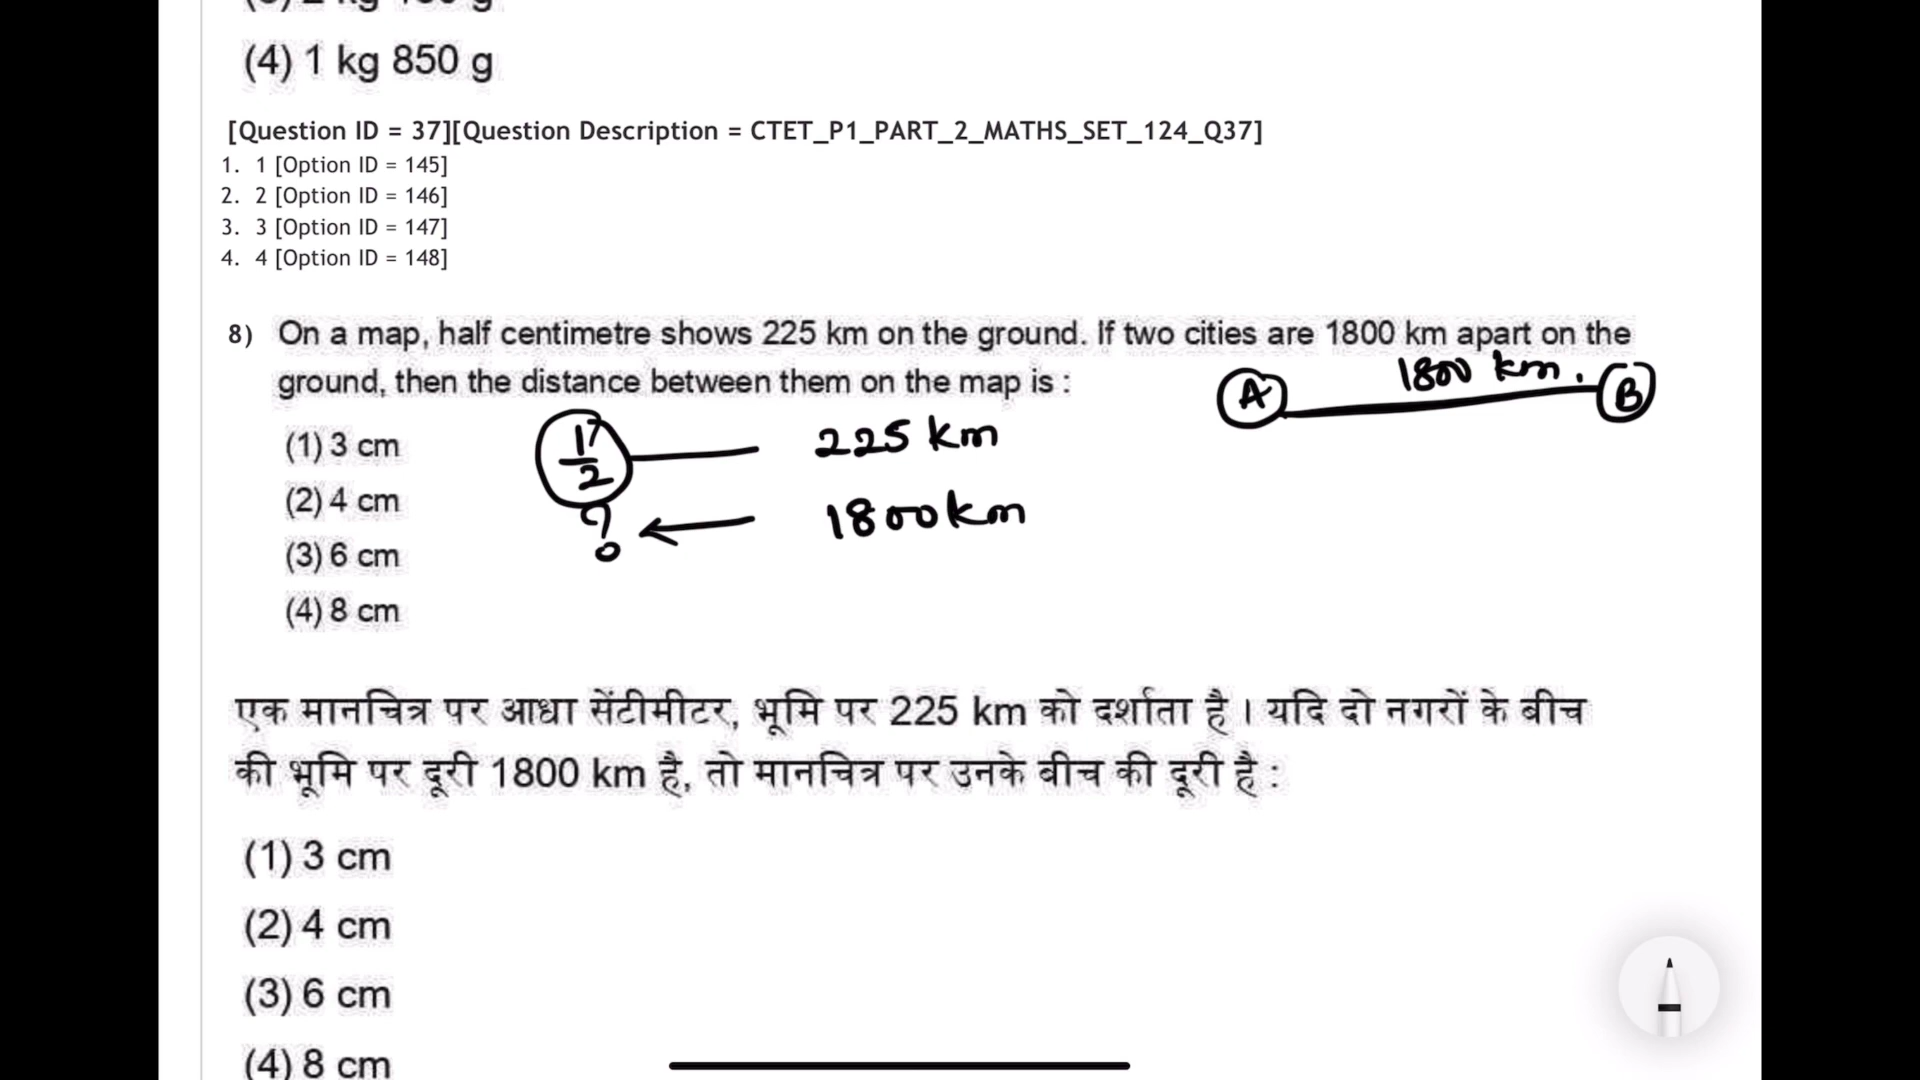 (4) 1 kg 850 g
[Question ID = 37][Question Description = CTET_P1_PART_2_MATHS_SET_124_Q37]
1. 1 [Option ID = 145]
2. 2 [Option ID = 146]
3. 3 [Option ID = 147]
4. 4 [Option ID = 148]
8) On a map, half centimetre shows 225 km on the ground. If two cities are 1800 km apart on the
ground, then the distance between them on the map is :
A 1800 km. B
(1) 3 cm
1/2 225 km
(2) 4 cm
? 1800 km
(3) 6 cm
(4) 8 cm
एक मानचित्र पर आधा सेंटीमीटर, भूमि पर 225 km को दर्शाता है । यदि दो नगरों के बीच
की भूमि पर दूरी 1800 km है, तो मानचित्र पर उनके बीच की दूरी है :
(1) 3 cm
(2) 4 cm
(3) 6 cm
(4) 8 cm